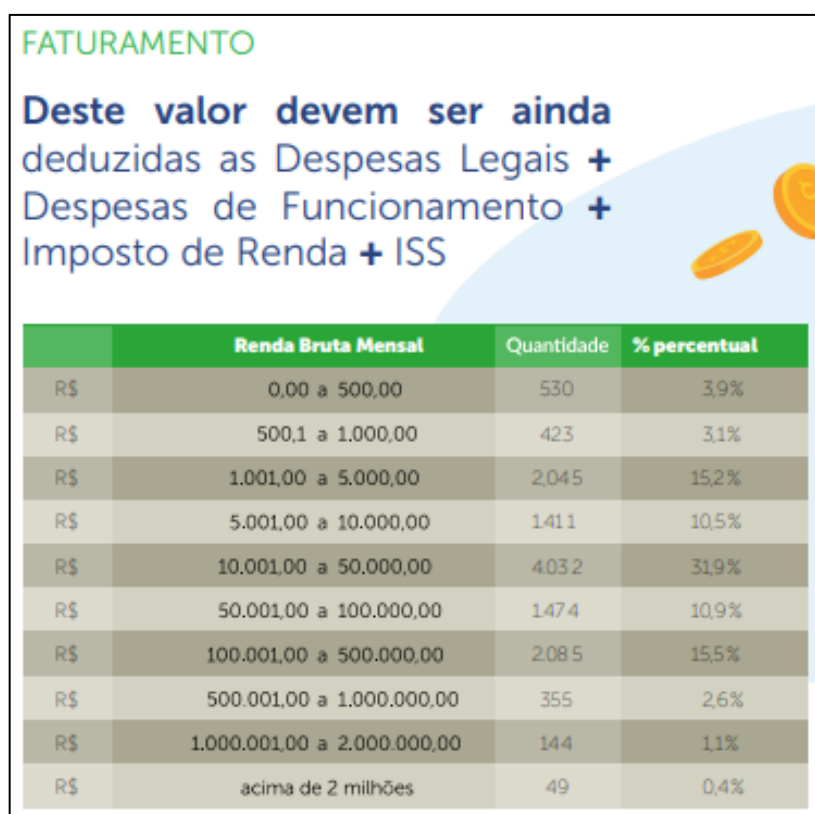 FATURAMENTO
Deste valor devem ser ainda
deduzidas as Despesas Legais +
Despesas de Funcionamento +
Imposto de Renda + ISS
Renda Bruta Mensal Quantidade % percentual
R$ 0,00 a 500,00 530 3,9%
R$ 500,1 a 1.000,00 423 3,1%
R$ 1.001,00 a 5.000,00 2,045 15,2%
R$ 5.001,00 a 10.000,00 1.411 10,5%
R$ 10.001,00 a 50.000,00 4.032 31,9%
R$ 50.001,00 a 100.000,00 1.474 10,9%
R$ 100.001,00 a 500.000,00 2.085 15,5%
R$ 500.001,00 a 1.000.000,00 355 2,6%
R$ 1.000.001,00 a 2.000.000,00 144 1,1%
R$ acima de 2 milhões 49 0,4%